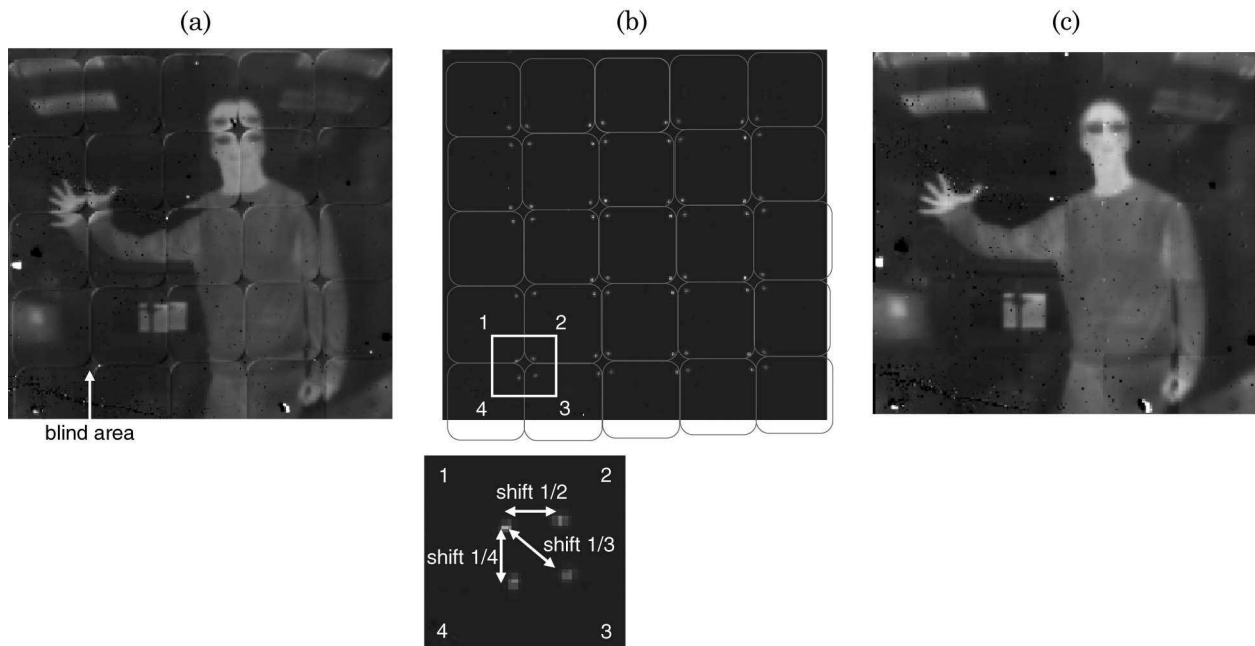 (a)
(b)
(c)
1 2
4 3
blind area
1 2
shift 1/2
shift 1/4
shift 1/3
4 3